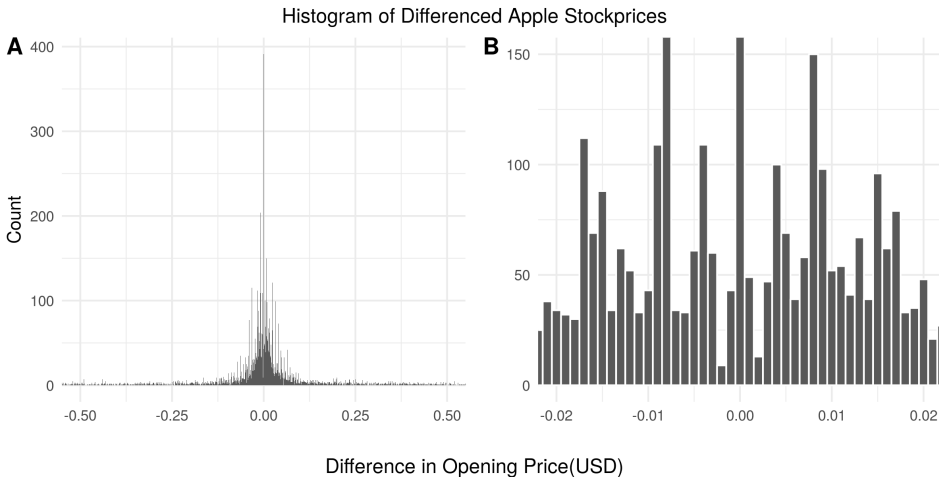 Histogram of Differenced Apple Stockprices
A
400
300
200
100
0
Count
-0.50 -0.25 0.00 0.25 0.50
B
150
100
50
0
-0.02 -0.01 0.00 0.01 0.02
Difference in Opening Price(USD)